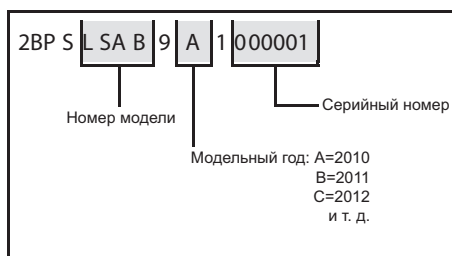 2BP S L SA B 9 A 1 000001
Серийный номер
Номер модели
Модельный год: A=2010
B=2011
C=2012
и т. д.